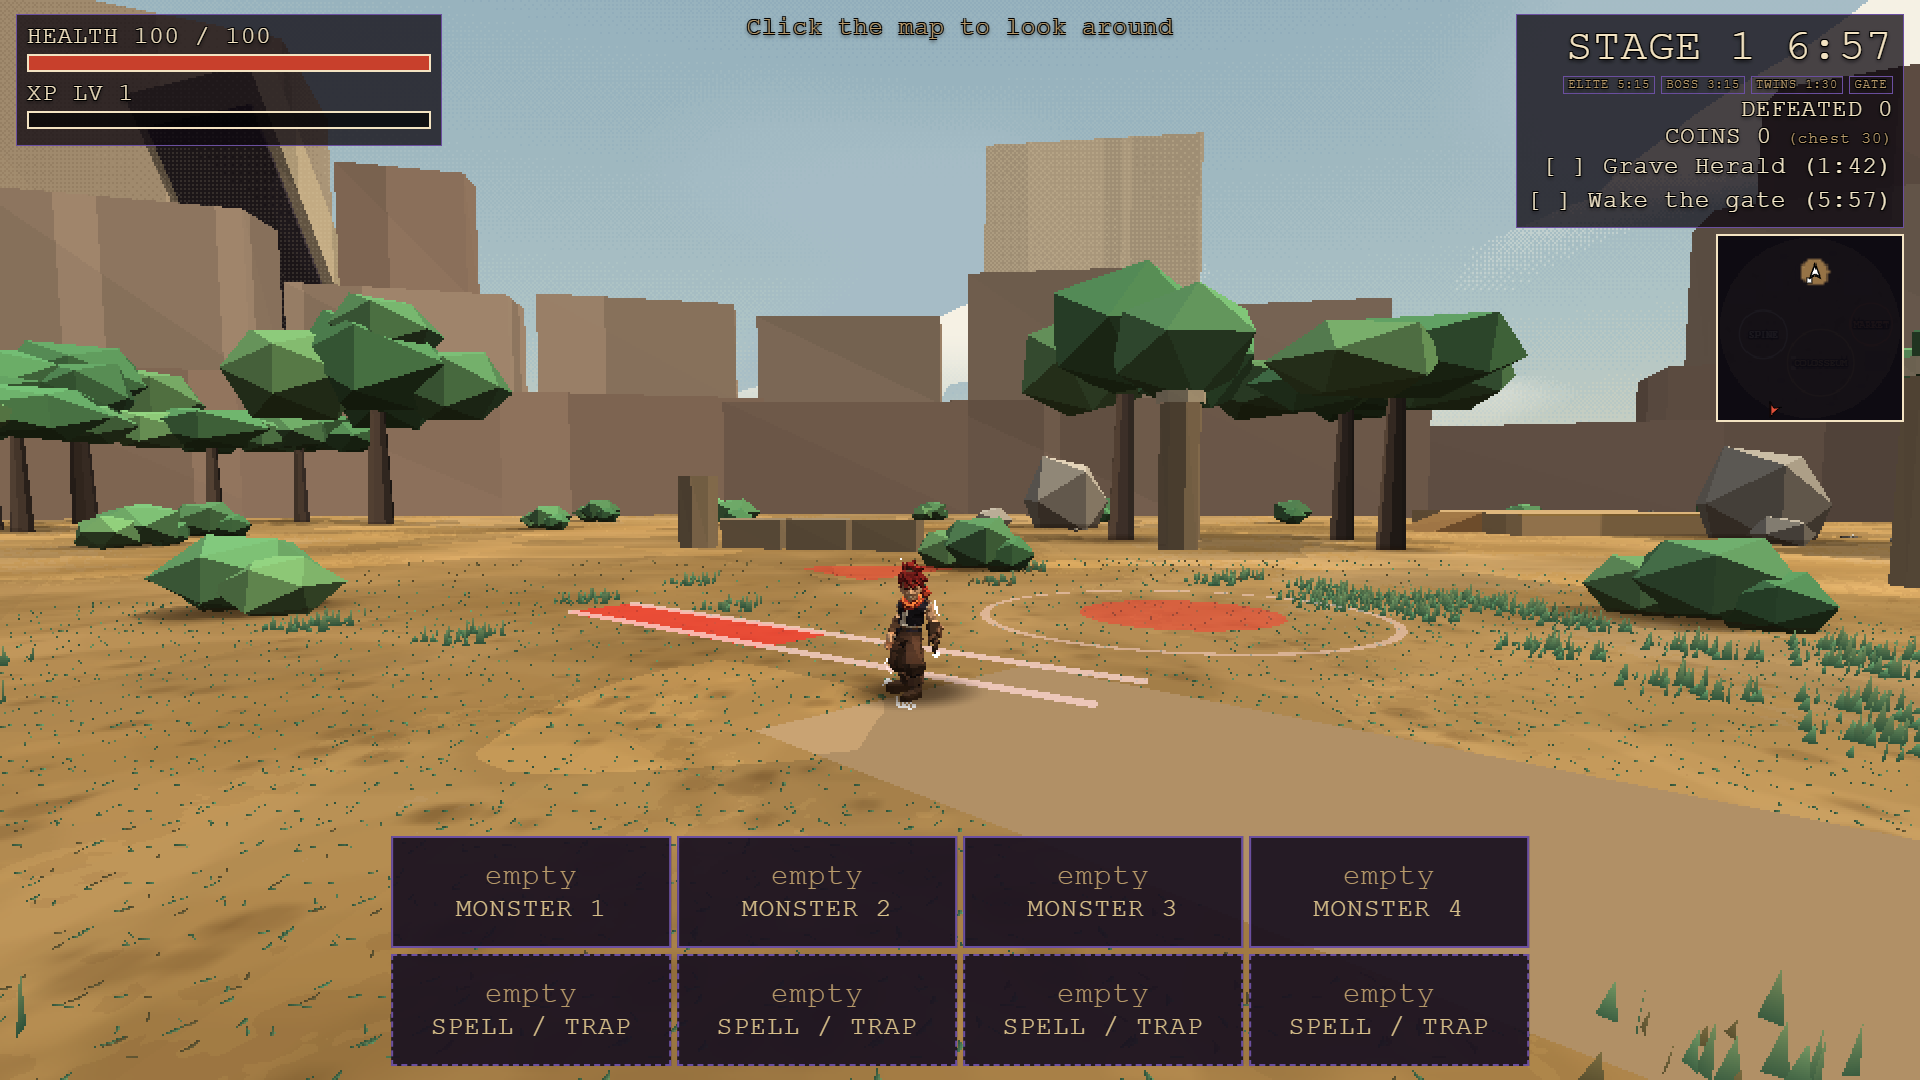 HEALTH 100 / 100
XP LV 1
Click the map to look around
STAGE 1 6:57
ELITE 5:15 BOSS 3:15 TWINS 1:30 GATE
DEFEATED 0
COINS 0 (chest 30)
[ ] Grave Herald (1:42)
[ ] Wake the gate (5:57)
empty
MONSTER 1
empty
MONSTER 2
empty
MONSTER 3
empty
MONSTER 4
empty
SPELL / TRAP
empty
SPELL / TRAP
empty
SPELL / TRAP
empty
SPELL / TRAP